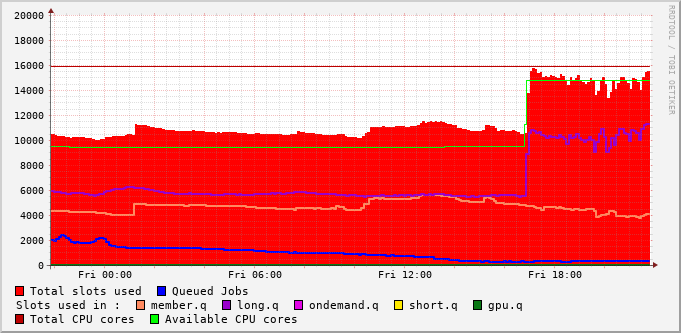 20000
18000
16000
14000
12000
10000
8000
6000
4000
2000
0
Fri 00:00 Fri 06:00 Fri 12:00 Fri 18:00
Total slots used Queued Jobs
Slots used in : member.q long.q ondemand.q short.q gpu.q
Total CPU cores Available CPU cores
RRDTOOL / TOBI OETIKER